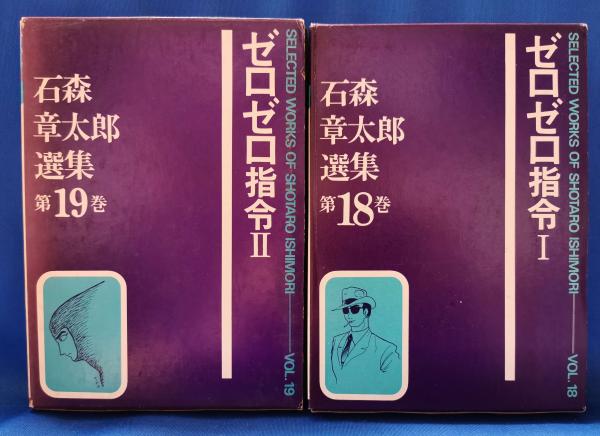 SELECTED WORKS OF SHOTARO ISHIMORI
VOL. 19
ゼロゼロ指令II
石森
章太郎
選集
第19巻
SELECTED WORKS OF SHOTARO ISHIMORI
VOL. 18
ゼロゼロ指令I
石森
章太郎
選集
第18巻